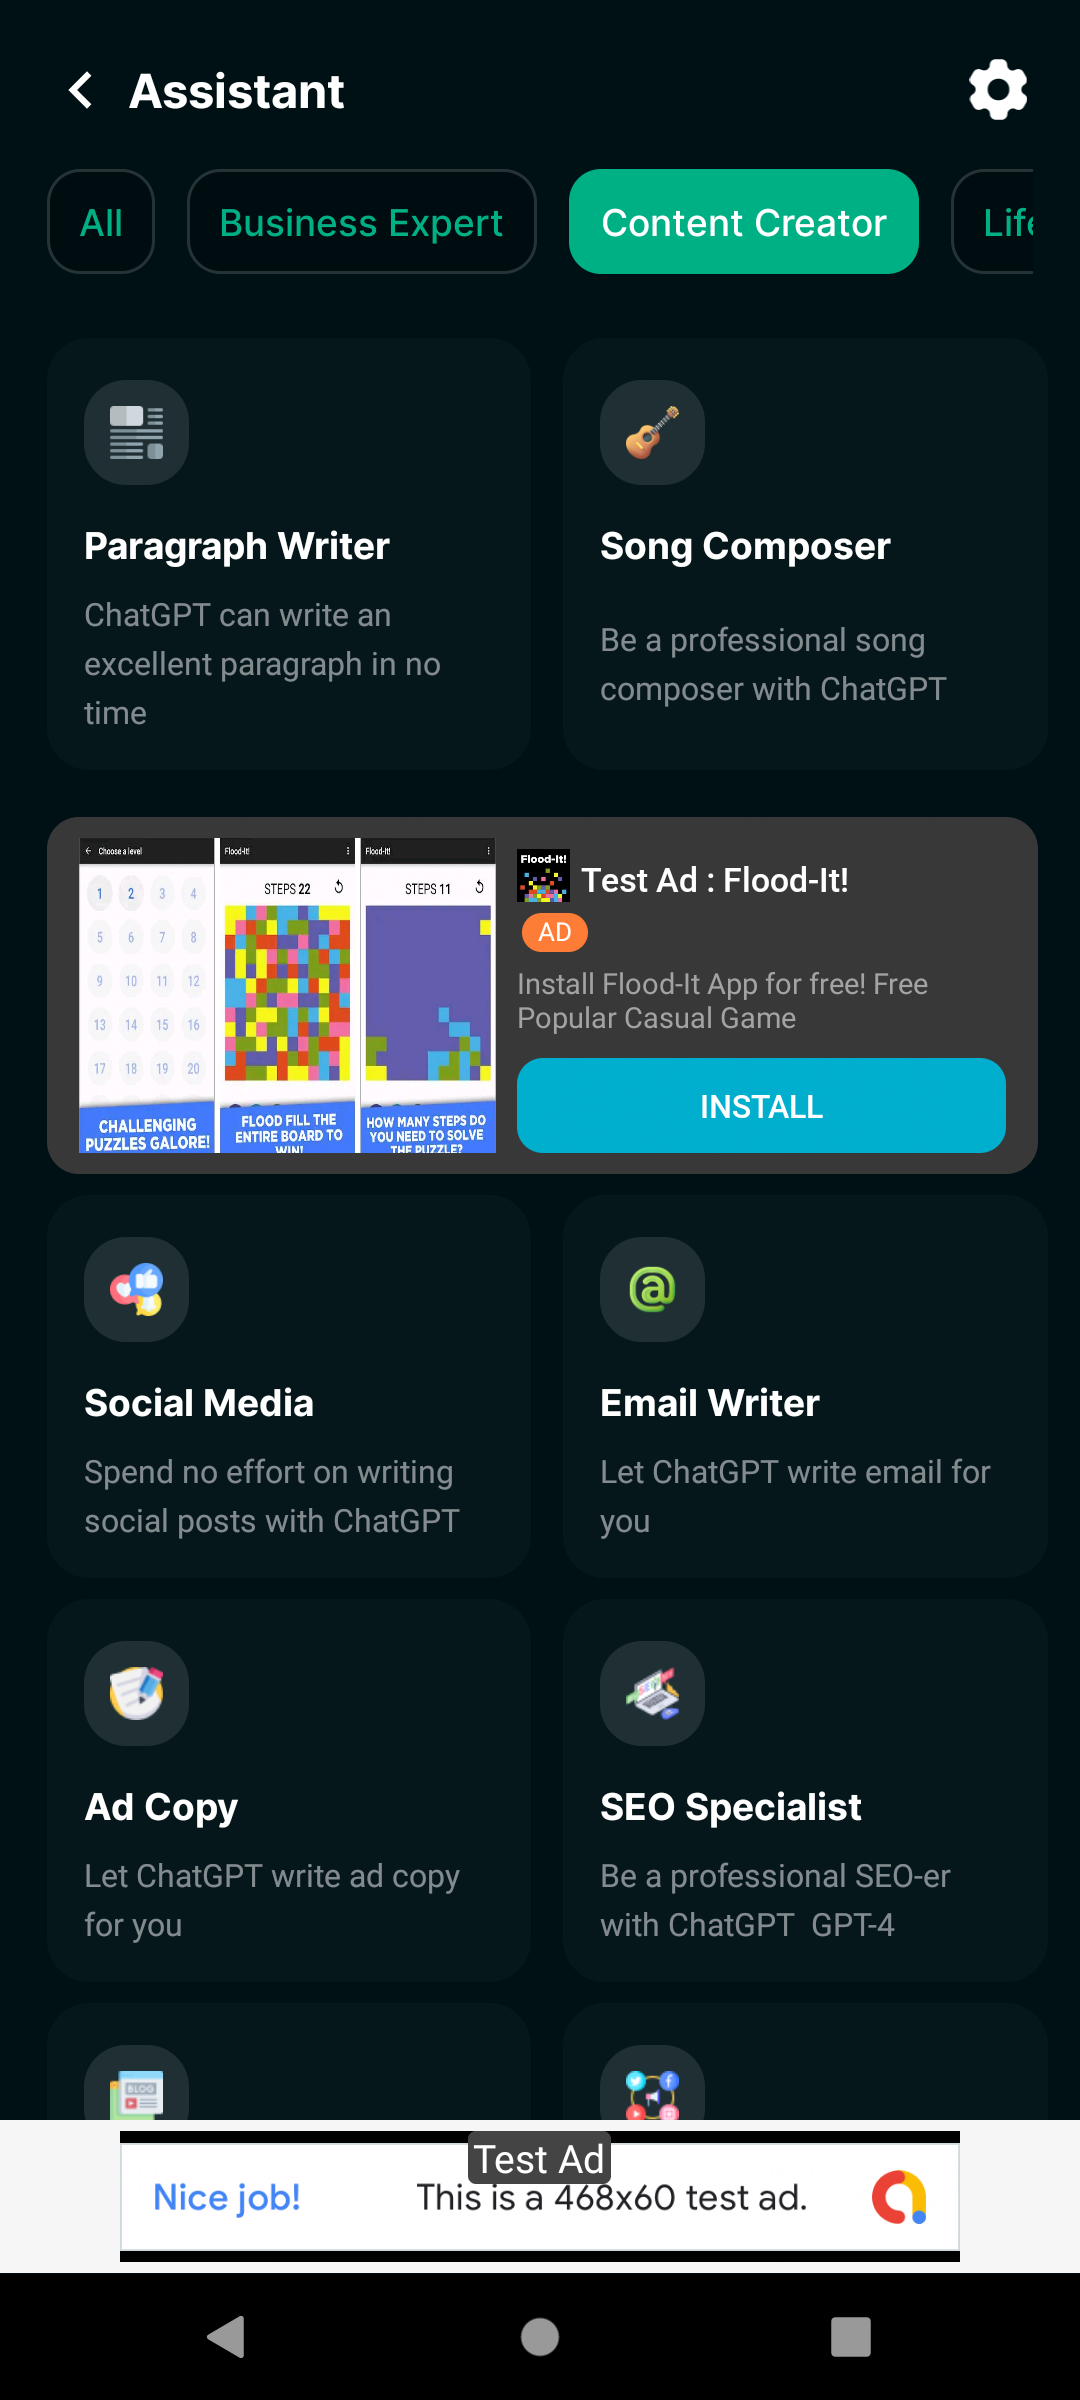 Assistant
All
Business Expert
Content Creator
Life
Paragraph Writer
ChatGPT can write an
excellent paragraph in no
time
Song Composer
Be a professional song
composer with ChatGPT
Choose a level
1 2 3 4
5 6 7 8
9 10 11 12
13 14 15 16
17 18 19 20
CHALLENGING
PUZZLES GALORE!
Flood-It!
STEPS 22
FLOOD FILL THE
ENTIRE BOARD TO
WIN!
Flood-It!
STEPS 11
HOW MANY STEPS DO
YOU NEED TO SOLVE
THE PUZZLE?
Flood-It!
Test Ad : Flood-It!
AD
Install Flood-It App for free! Free
Popular Casual Game
INSTALL
Social Media
Spend no effort on writing
social posts with ChatGPT
Email Writer
Let ChatGPT write email for
you
Ad Copy
Let ChatGPT write ad copy
for you
SEO Specialist
Be a professional SEO-er
with ChatGPT  GPT-4
BLOG
Test Ad
Nice job!
This is a 468x60 test ad.